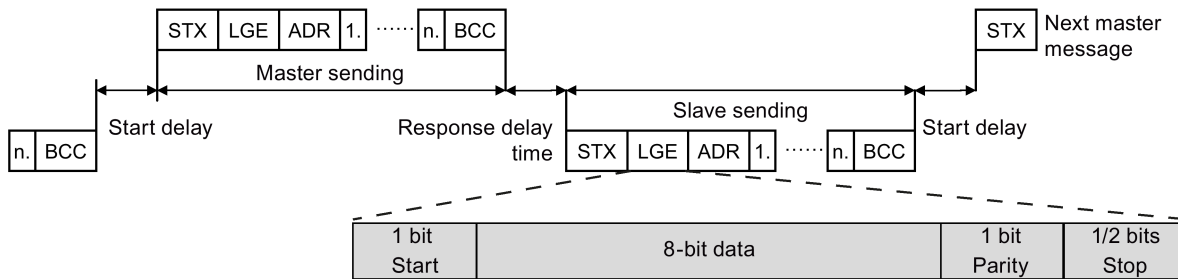 STX LGE ADR 1. ······ n. BCC
STX
Next master
message
Master sending
Slave sending
n. BCC
Start delay
Response delay
time
Start delay
STX LGE ADR 1. ······ n. BCC
1 bit
Start
8-bit data
1 bit
Parity
1/2 bits
Stop